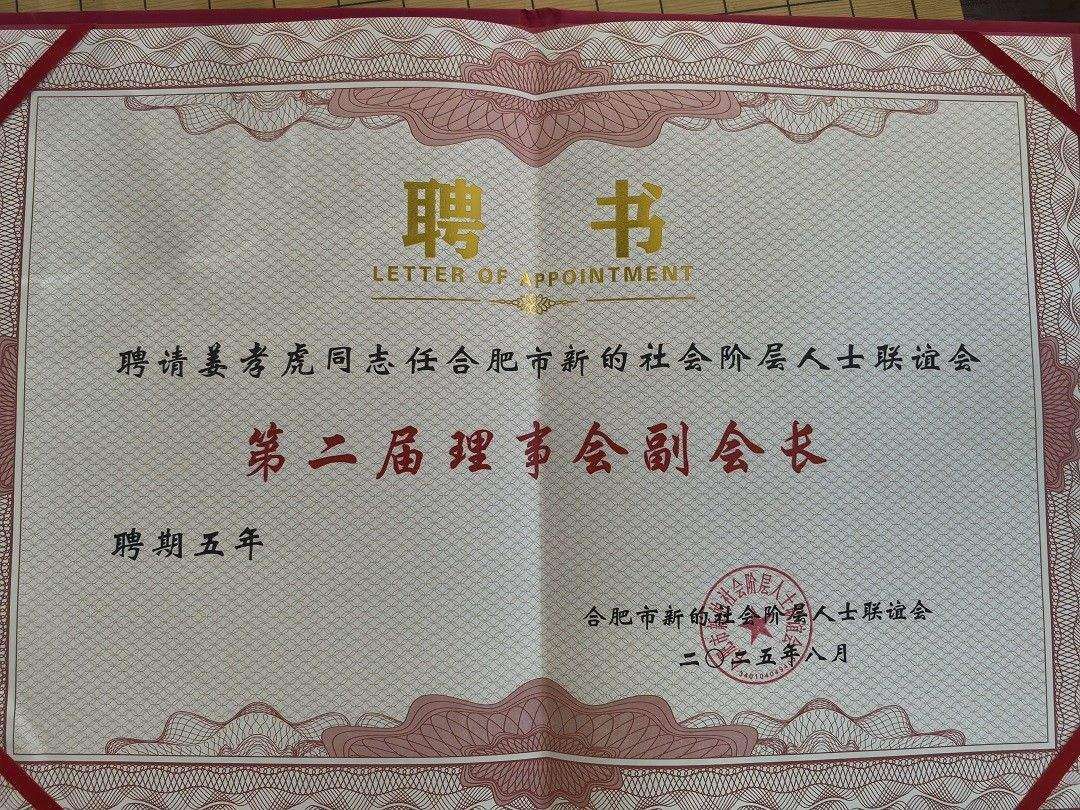 聘 书
LETTER OF APPOINTMENT
聘请姜孝虎同志任合肥市新的社会阶层人士联谊会
第二届理事会副会长
聘期五年
合肥市新的社会阶层人士联谊会
二〇二五年八月